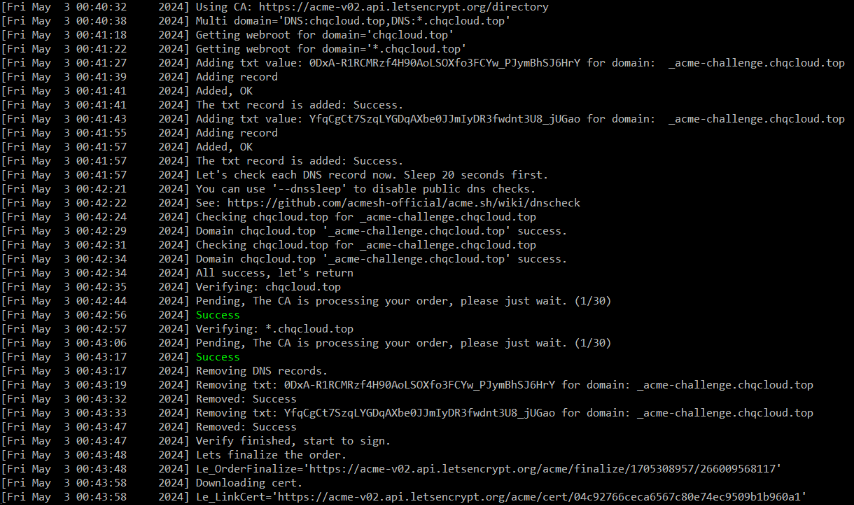 [Fri May  3 00:40:32     2024] Using CA: https://acme-v02.api.letsencrypt.org/directory
[Fri May  3 00:40:38     2024] Multi domain='DNS:chqcloud.top,DNS:*.chqcloud.top'
[Fri May  3 00:41:18     2024] Getting webroot for domain='chqcloud.top'
[Fri May  3 00:41:22     2024] Getting webroot for domain='*.chqcloud.top'
[Fri May  3 00:41:27     2024] Adding txt value: 0DxA-R1RCMRzf4H90AoLSOXfo3FCYw_PJymBhSJ6HrY for domain:  _acme-challenge.chqcloud.top
[Fri May  3 00:41:39     2024] Adding record
[Fri May  3 00:41:41     2024] Added, OK
[Fri May  3 00:41:41     2024] The txt record is added: Success.
[Fri May  3 00:41:43     2024] Adding txt value: YfqCgCt7SzqLYGDqAXbe0JJmIyDR3fwdnt3U8_jUGao for domain:  _acme-challenge.chqcloud.top
[Fri May  3 00:41:55     2024] Adding record
[Fri May  3 00:41:57     2024] Added, OK
[Fri May  3 00:41:57     2024] The txt record is added: Success.
[Fri May  3 00:41:57     2024] Let's check each DNS record now. Sleep 20 seconds first.
[Fri May  3 00:42:21     2024] You can use '--dnssleep' to disable public dns checks.
[Fri May  3 00:42:22     2024] See: https://github.com/acmesh-official/acme.sh/wiki/dnscheck
[Fri May  3 00:42:24     2024] Checking chqcloud.top for _acme-challenge.chqcloud.top
[Fri May  3 00:42:29     2024] Domain chqcloud.top '_acme-challenge.chqcloud.top' success.
[Fri May  3 00:42:31     2024] Checking chqcloud.top for _acme-challenge.chqcloud.top
[Fri May  3 00:42:34     2024] Domain chqcloud.top '_acme-challenge.chqcloud.top' success.
[Fri May  3 00:42:34     2024] All success, let's return
[Fri May  3 00:42:35     2024] Verifying: chqcloud.top
[Fri May  3 00:42:44     2024] Pending, The CA is processing your order, please just wait. (1/30)
[Fri May  3 00:42:56     2024] Success
[Fri May  3 00:42:57     2024] Verifying: *.chqcloud.top
[Fri May  3 00:43:06     2024] Pending, The CA is processing your order, please just wait. (1/30)
[Fri May  3 00:43:17     2024] Success
[Fri May  3 00:43:17     2024] Removing DNS records.
[Fri May  3 00:43:19     2024] Removing txt: 0DxA-R1RCMRzf4H90AoLSOXfo3FCYw_PJymBhSJ6HrY for domain: _acme-challenge.chqcloud.top
[Fri May  3 00:43:32     2024] Removed: Success
[Fri May  3 00:43:33     2024] Removing txt: YfqCgCt7SzqLYGDqAXbe0JJmIyDR3fwdnt3U8_jUGao for domain: _acme-challenge.chqcloud.top
[Fri May  3 00:43:47     2024] Removed: Success
[Fri May  3 00:43:47     2024] Verify finished, start to sign.
[Fri May  3 00:43:48     2024] Lets finalize the order.
[Fri May  3 00:43:48     2024] Le_OrderFinalize='https://acme-v02.api.letsencrypt.org/acme/finalize/1705308957/266009568117'
[Fri May  3 00:43:58     2024] Downloading cert.
[Fri May  3 00:43:58     2024] Le_LinkCert='https://acme-v02.api.letsencrypt.org/acme/cert/04c92766ceca6567c80e74ec9509b1b960a1'